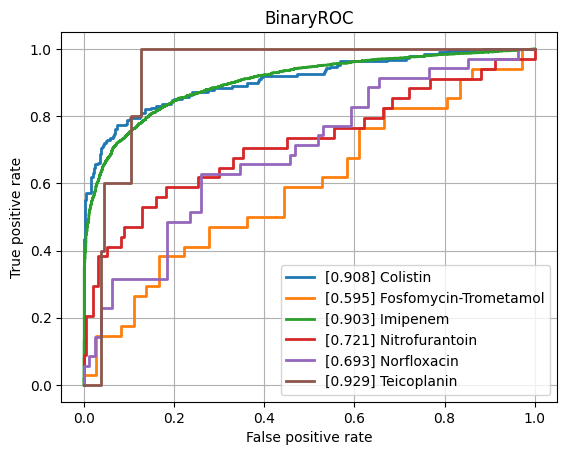 BinaryROC
True positive rate
1.0
0.8
0.6
0.4
0.2
0.0
[0.908] Colistin
[0.595] Fosfomycin-Trometamol
[0.903] Imipenem
[0.721] Nitrofurantoin
[0.693] Norfloxacin
[0.929] Teicoplanin
0.0 0.2 0.4 0.6 0.8 1.0
False positive rate